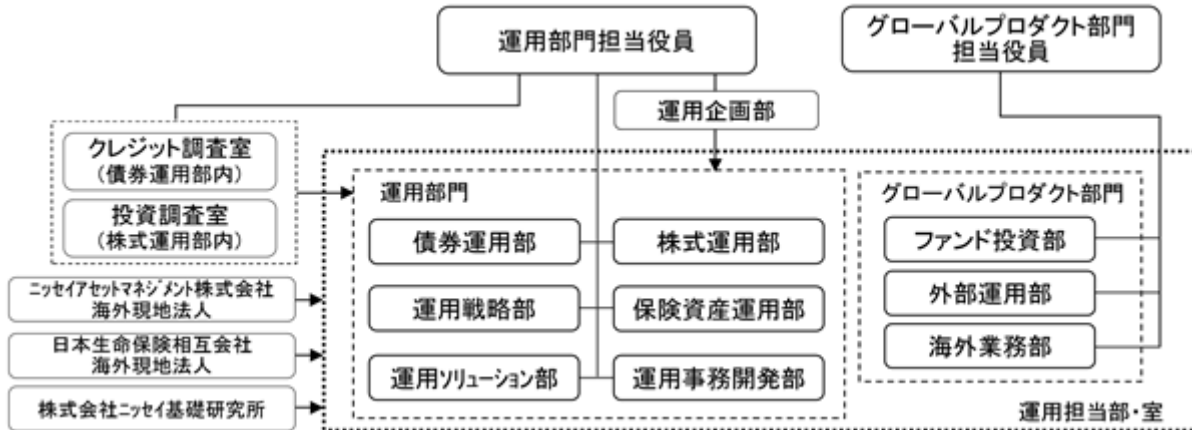 運用部門担当役員
グローバルプロダクト部門
担当役員
運用企画部
クレジット調査室
(債券運用部内)
投資調査室
(株式運用部内)
運用部門
債券運用部
株式運用部
運用戦略部
保険資産運用部
運用ソリューション部
運用事務開発部
グローバルプロダクト部門
ファンド投資部
外部運用部
海外業務部
ニッセイアセットマネジメント株式会社
海外現地法人
日本生命保険相互会社
海外現地法人
株式会社ニッセイ基礎研究所
運用担当部・室